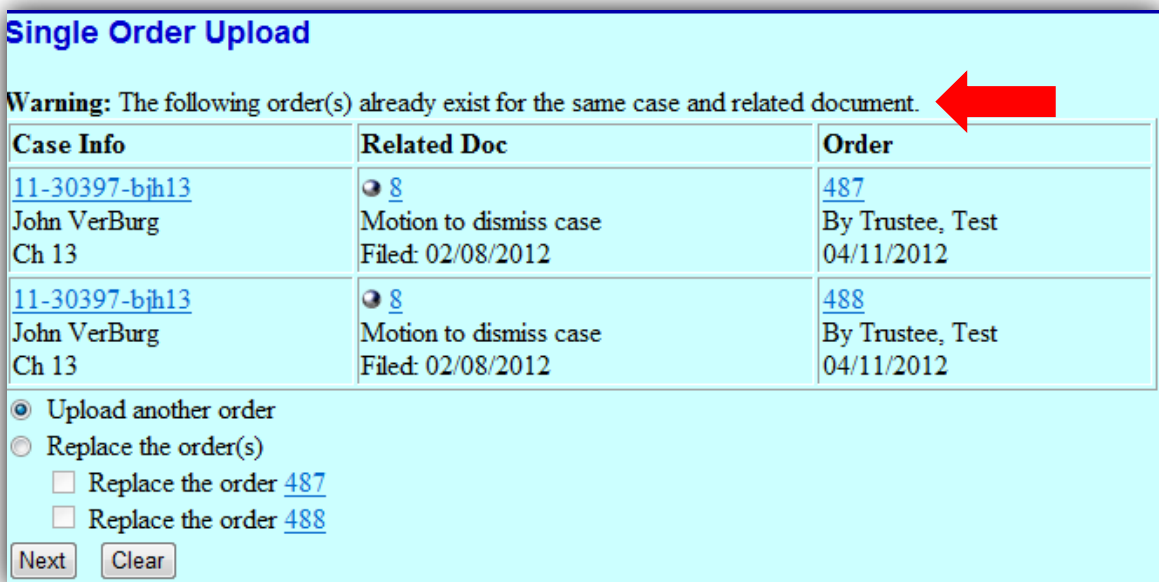 Single Order Upload
Warning: The following order(s) already exist for the same case and related document.
Case Info Related Doc Order
11-30397-bjh13 8 487
John VerBurg Motion to dismiss case By Trustee, Test
Ch 13 Filed: 02/08/2012 04/11/2012
11-30397-bjh13 8 488
John VerBurg Motion to dismiss case By Trustee, Test
Ch 13 Filed: 02/08/2012 04/11/2012
Upload another order
Replace the order(s)
Replace the order 487
Replace the order 488
Next Clear